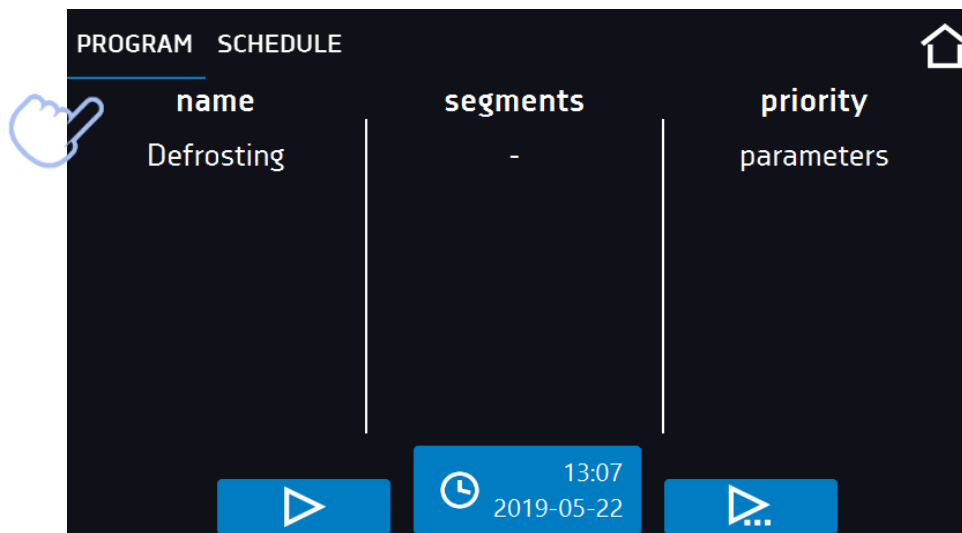 PROGRAM SCHEDULE
name segments priority
Defrosting - parameters
13:07
2019-05-22